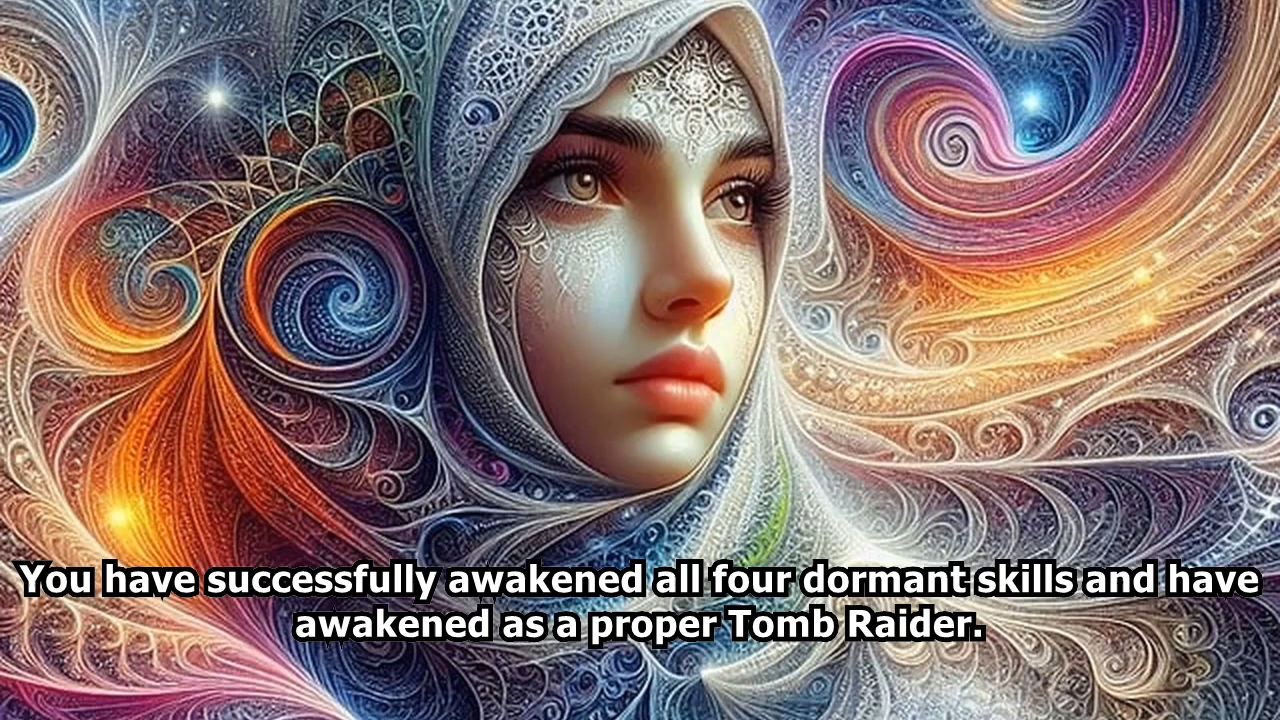 You have successfully awakened all four dormant skills and have
awakened as a proper Tomb Raider.